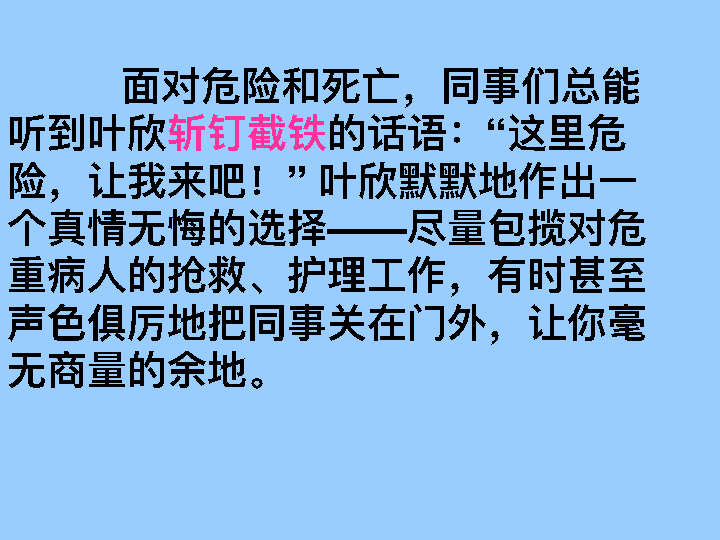 面对危险和死亡，同事们总能
听到叶欣斩钉截铁的话语：“这里危
险，让我来吧！” 叶欣默默地作出一
个真情无悔的选择——尽量包揽对危
重病人的抢救、护理工作，有时甚至
声色俱厉地把同事关在门外，让你毫
无商量的余地。